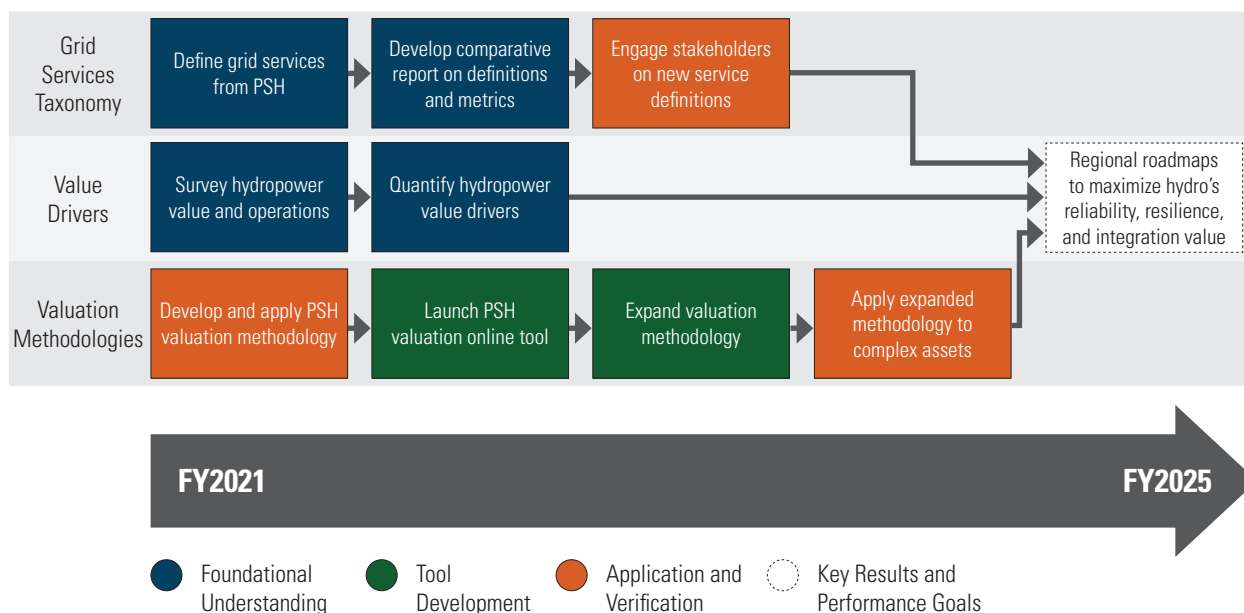 Grid
Services
Taxonomy
Define grid services
from PSH
Develop comparative
report on definitions
and metrics
Engage stakeholders
on new service
definitions
Value
Drivers
Survey hydropower
value and operations
Quantify hydropower
value drivers
Regional roadmaps
to maximize hydro's
reliability, resilience,
and integration value
Valuation
Methodologies
Develop and apply PSH
valuation methodology
Launch PSH
valuation online tool
Expand valuation
methodology
Apply expanded
methodology to
complex assets
FY2021
FY2025
Foundational
Understanding
Tool
Development
Application and
Verification
Key Results and
Performance Goals